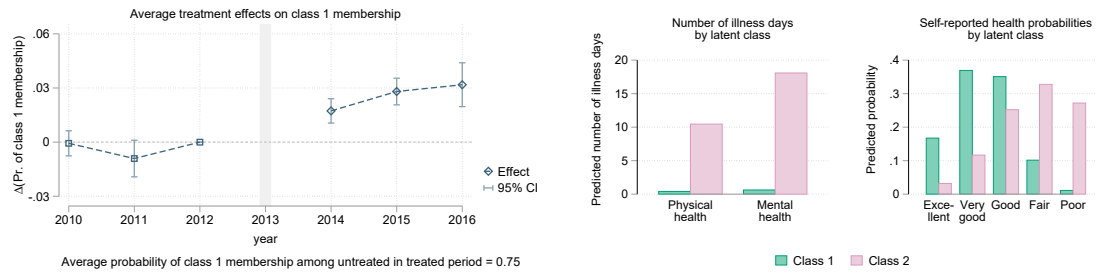 Average treatment effects on class 1 membership
Δ(Pr. of class 1 membership)
.06
.03
0
-.03
2010 2011 2012 2013 2014 2015 2016
year
Effect
95% CI
Average probability of class 1 membership among untreated in treated period = 0.75
Number of illness days
by latent class
Predicted number of illness days
20
15
10
5
0
Physical
health
Mental
health
Self-reported health probabilities
by latent class
Predicted probability
.4
.3
.2
.1
0
Exce-
llent
Very
good
Good
Fair
Poor
Class 1
Class 2